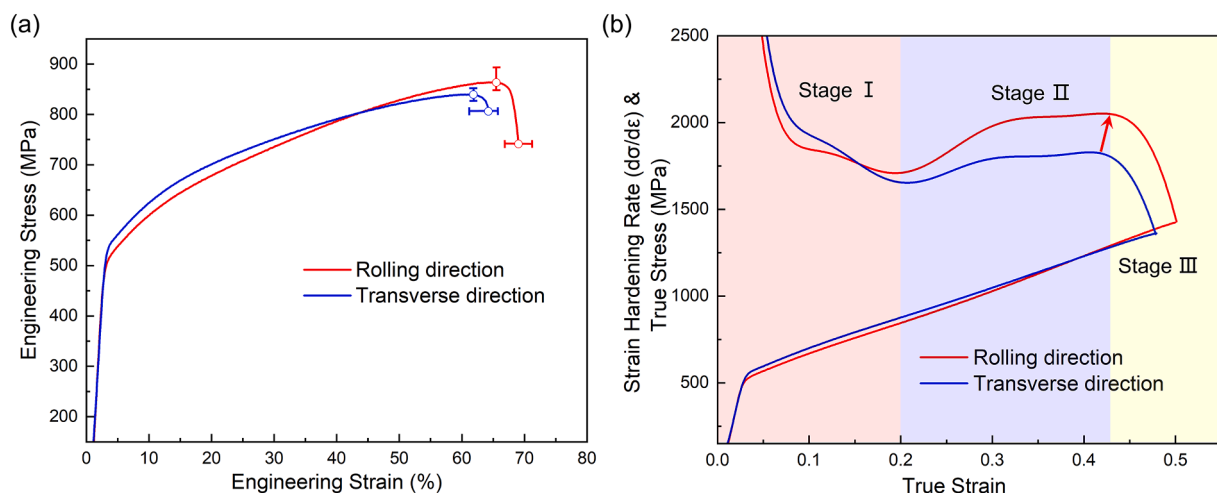 (a)
Engineering Stress (MPa)
900
800
700
600
500
400
300
200
0 10 20 30 40 50 60 70 80
Engineering Strain (%)
Rolling direction
Transverse direction
(b)
Strain Hardening Rate (dσ/dε) &
True Stress (MPa)
2500
2000
1500
1000
500
0.0 0.1 0.2 0.3 0.4 0.5
True Strain
Stage Ⅰ
Stage Ⅱ
Stage Ⅲ
Rolling direction
Transverse direction